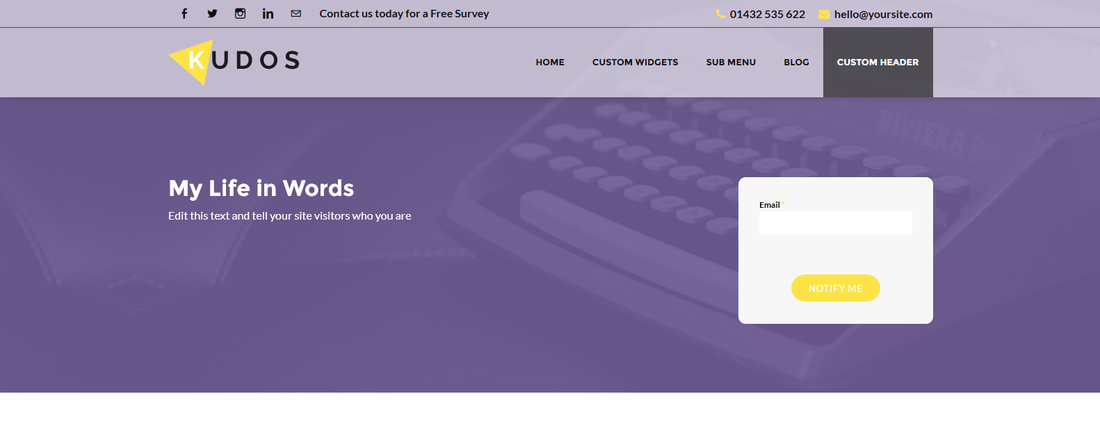 Contact us today for a Free Survey
01432 535 622
hello@yoursite.com
KUDOS
HOME
CUSTOM WIDGETS
SUB MENU
BLOG
CUSTOM HEADER
RIVIERA
My Life in Words
Edit this text and tell your site visitors who you are
Email *
NOTIFY ME